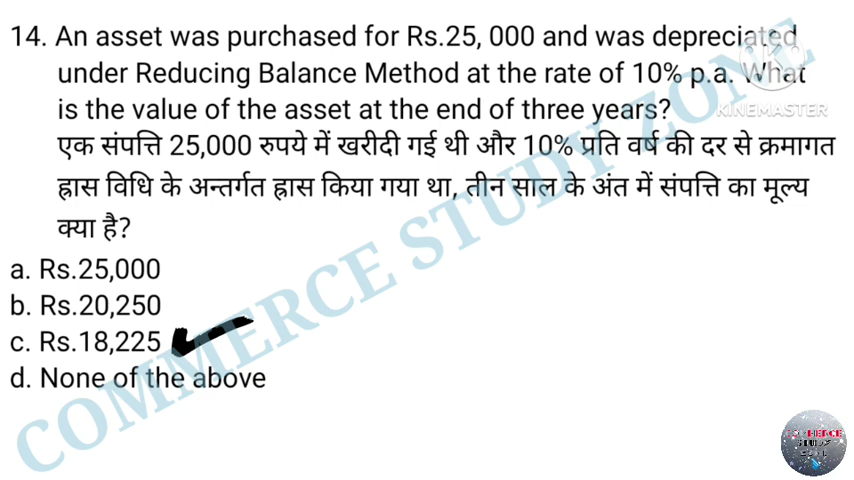 14. An asset was purchased for Rs.25, 000 and was depreciated
under Reducing Balance Method at the rate of 10% p.a. What
is the value of the asset at the end of three years?
एक संपत्ति 25,000 रुपये में खरीदी गई थी और 10% प्रति वर्ष की दर से क्रमागत
ह्रास विधि के अन्तर्गत ह्रास किया गया था, तीन साल के अंत में संपत्ति का मूल्य
क्या है?
a. Rs.25,000
b. Rs.20,250
c. Rs.18,225
d. None of the above
COMMERCE STUDY ZONE
KINEMASTER
COMMERCE
STUDY
ZONE